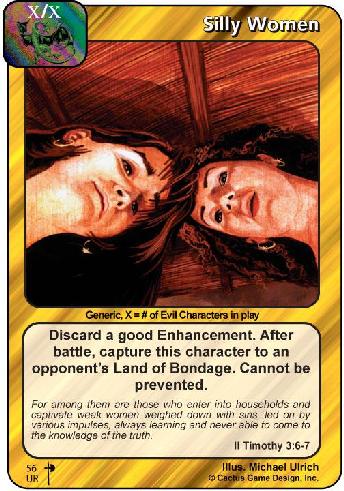 X/X
Silly Women
Generic, X = # of Evil Characters in play
Discard a good Enhancement. After
battle, capture this character to an
opponent's Land of Bondage. Cannot be
prevented.
For among them are those who enter into households and
captivate weak women weighed down with sins, led on by
various impulses, always learning and never able to come to
the knowledge of the truth.
II Timothy 3:6-7
56
UR
Illus. Michael Ulrich
© Cactus Game Design, Inc.